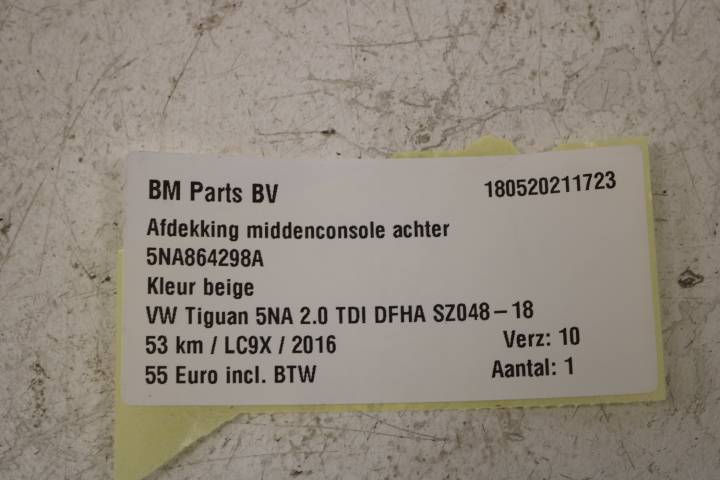 BM Parts BV 180520211723
Afdekking middenconsole achter
5NA864298A
Kleur beige
VW Tiguan 5NA 2.0 TDI DFHA SZ048-18
53 km / LC9X / 2016 Verz: 10
55 Euro incl. BTW Aantal: 1